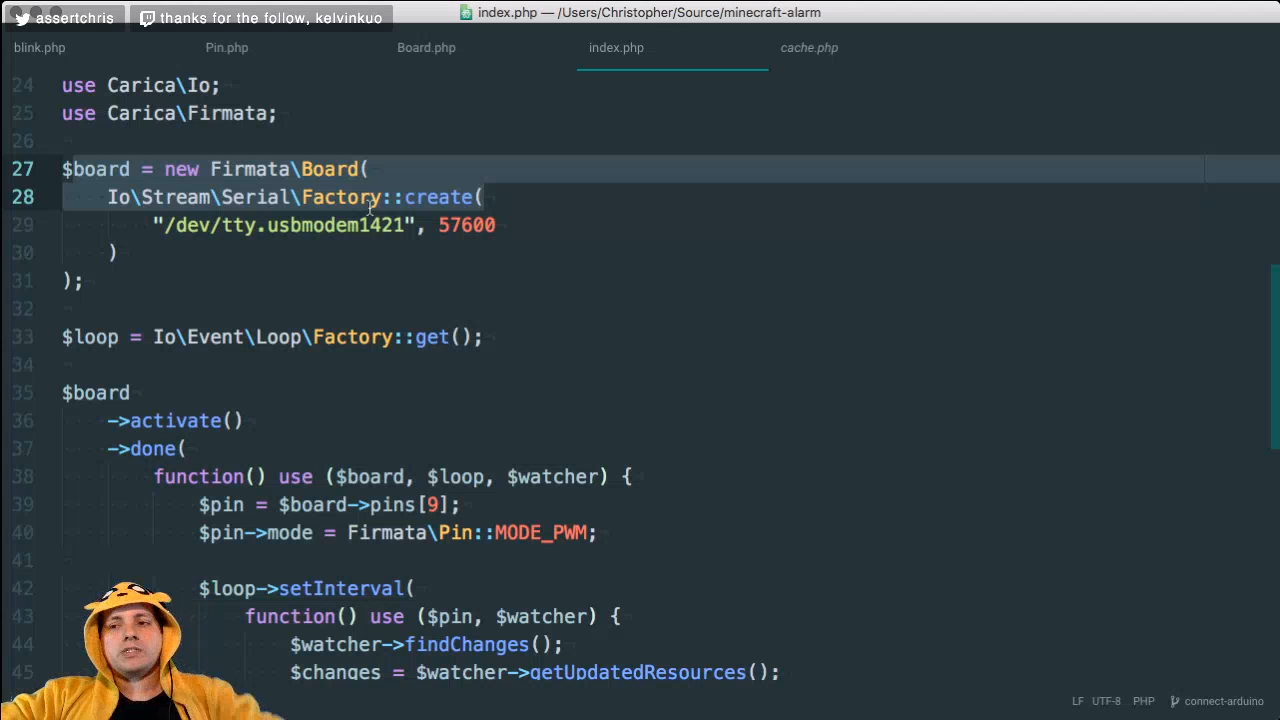 assertchris thanks for the follow, kelvinkuo index.php — /Users/Christopher/Source/minecraft-alarm
blink.php Pin.php Board.php index.php cache.php
24 use Carica\Io;
25 use Carica\Firmata;
26
27 $board = new Firmata\Board(
28 Io\Stream\Serial\Factory::create(
29 "/dev/tty.usbmodem1421", 57600
30 )
31 );
32
33 $loop = Io\Event\Loop\Factory::get();
34
35 $board
36 ->activate()
37 ->done(
38 function() use ($board, $loop, $watcher) {
39 $pin = $board->pins[9];
40 $pin->mode = Firmata\Pin::MODE_PWM;
41
42 $loop->setInterval(
43 function() use ($pin, $watcher) {
44 $watcher->findChanges();
45 $changes = $watcher->getUpdatedResources();
LF UTF-8 PHP connect-arduino